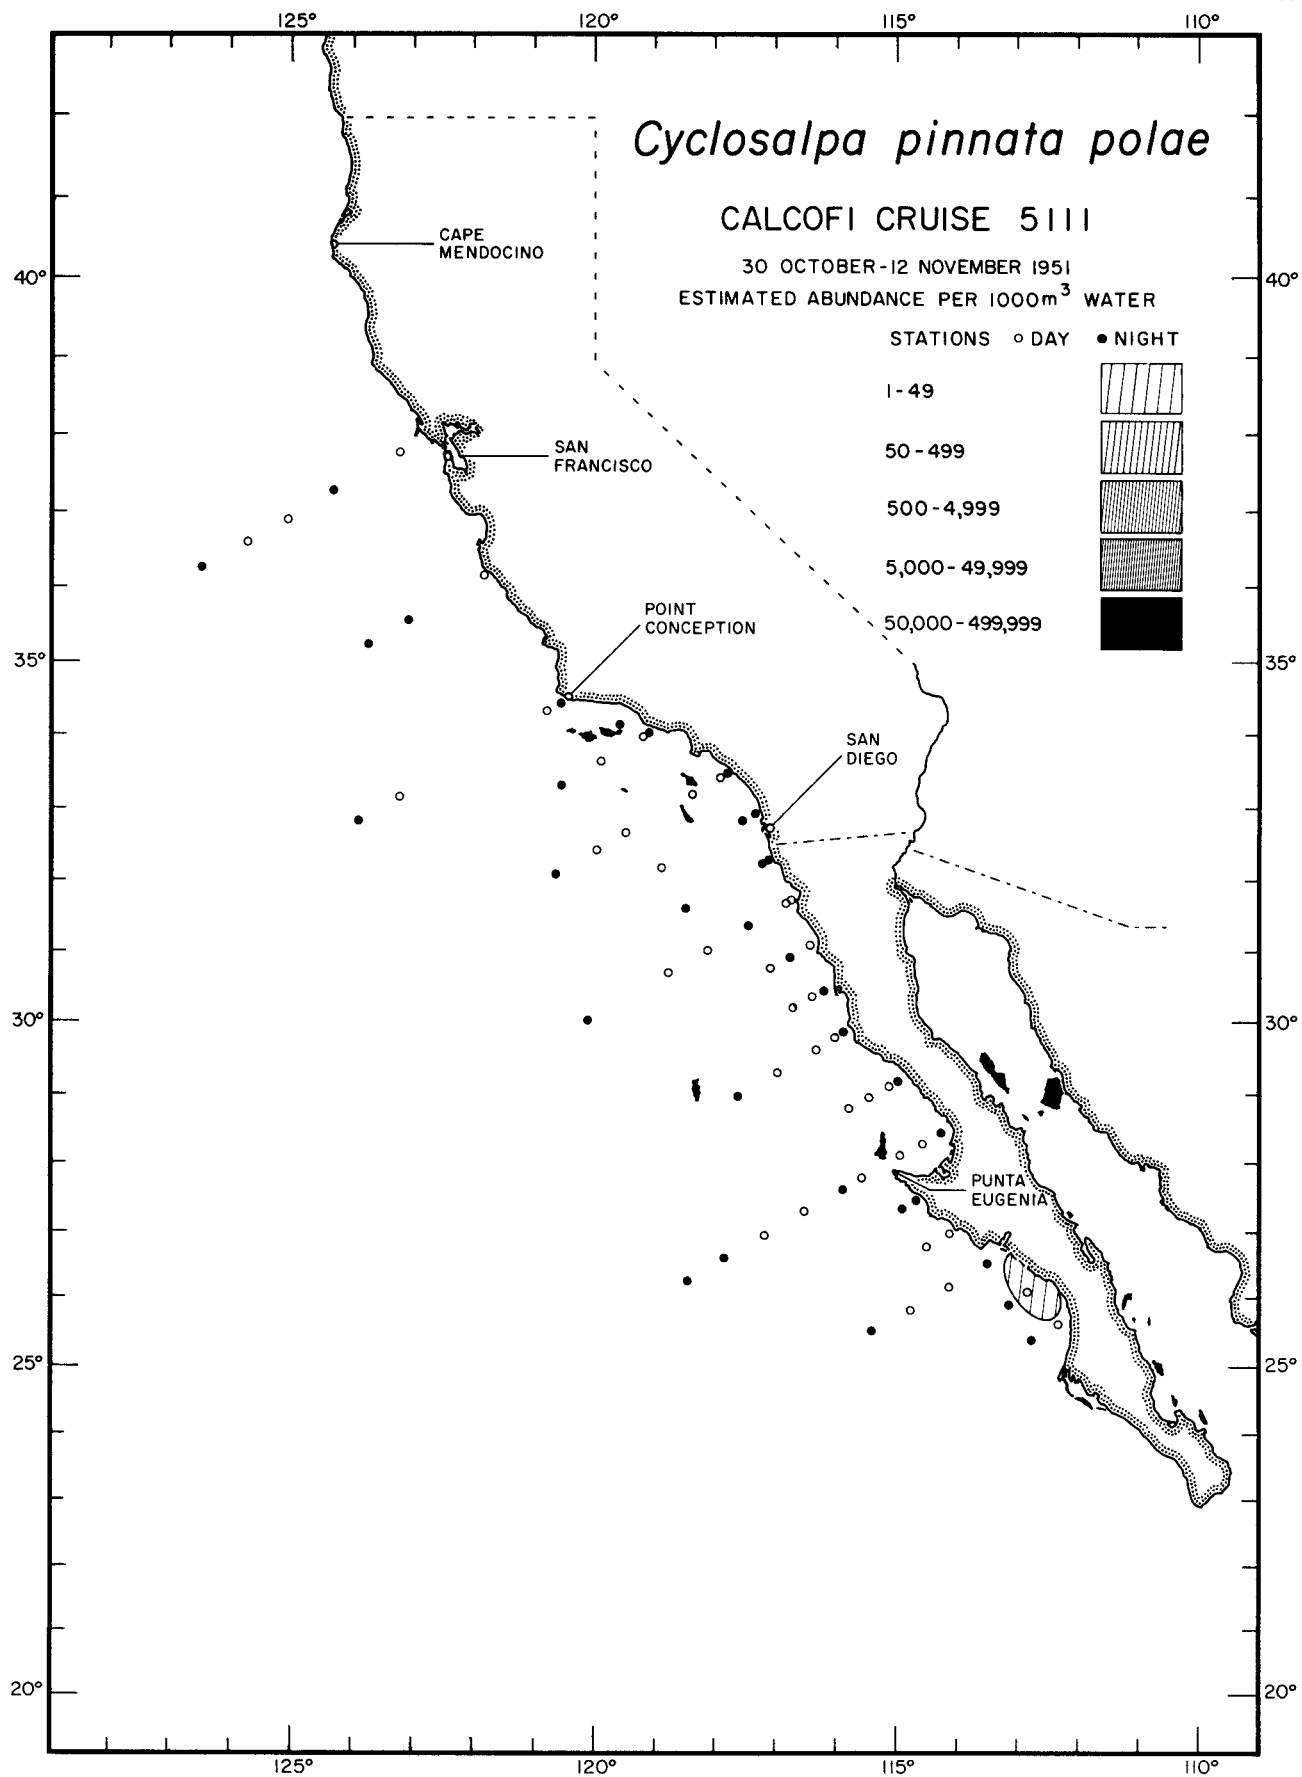 125° 120° 115° 110°
Cyclosalpa pinnata polae
CALCOFI CRUISE 5111
30 OCTOBER-12 NOVEMBER 1951
ESTIMATED ABUNDANCE PER 1000m³ WATER
STATIONS ○ DAY ● NIGHT
1-49
50-499
500-4,999
5,000-49,999
50,000-499,999
CAPE
MENDOCINO
40° 40°
SAN
FRANCISCO
POINT
CONCEPTION
35° 35°
SAN
DIEGO
30° 30°
PUNTA
EUGENIA
25° 25°
20° 20°
125° 120° 115° 110°